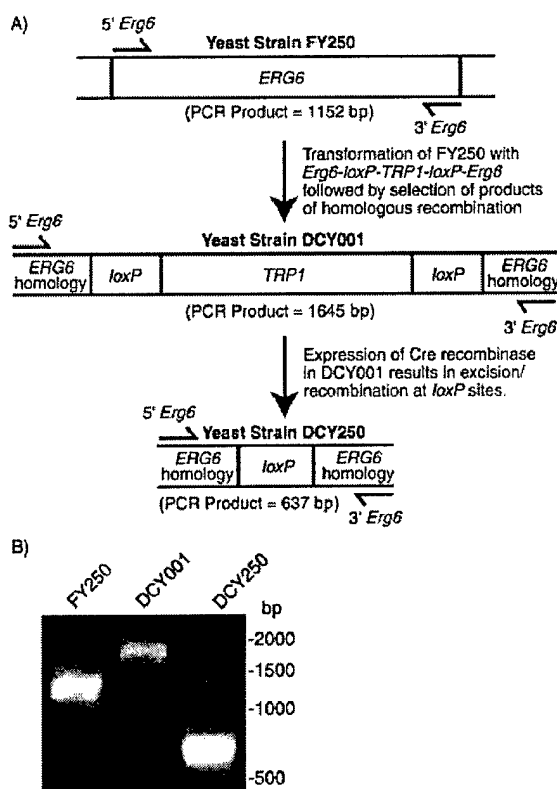 A)
5' Erg6
Yeast Strain FY250
ERG6
(PCR Product = 1152 bp)
3' Erg6
Transformation of FY250 with
Erg6-loxP-TRP1-loxP-Erg6
followed by selection of products
of homologous recombination
5' Erg6
Yeast Strain DCY001
ERG6
homology
loxP
TRP1
loxP
ERG6
homology
(PCR Product = 1645 bp)
3' Erg6
Expression of Cre recombinase
in DCY001 results in excision/
recombination at loxP sites.
5' Erg6
Yeast Strain DCY250
ERG6
homology
loxP
ERG6
homology
(PCR Product = 637 bp)
3' Erg6
B)
FY250
DCY001
DCY250
bp
-2000
-1500
-1000
-500